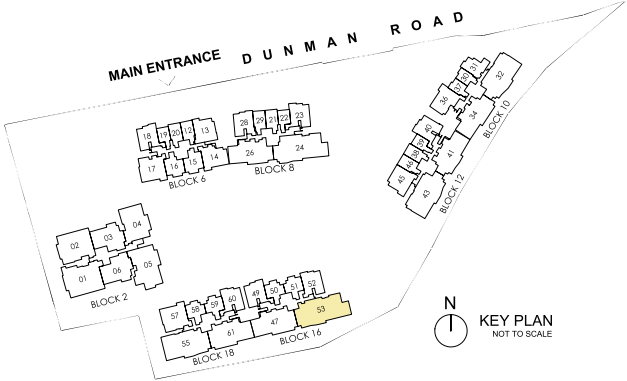 DUNMAN ROAD
MAIN ENTRANCE
31
30
32
37
36
34
40
39
38
41
46
45
43
BLOCK 10
BLOCK 12
18 19 20 12 13
17 16 15 14
BLOCK 6
28 29 21 22 23
26 24
BLOCK 8
04
02 03
01 06 05
BLOCK 2
57 58 59 60
55 61
BLOCK 18
49 50 51 52
47 53
BLOCK 16
N
KEY PLAN
NOT TO SCALE